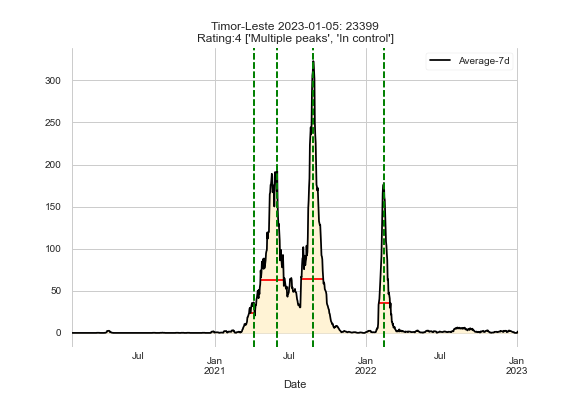 Timor-Leste 2023-01-05: 23399
Rating:4 ['Multiple peaks', 'In control']
Average-7d
300
250
200
150
100
50
0
Jul
Jan
2021
Jul
Jan
2022
Jul
Jan
2023
Date